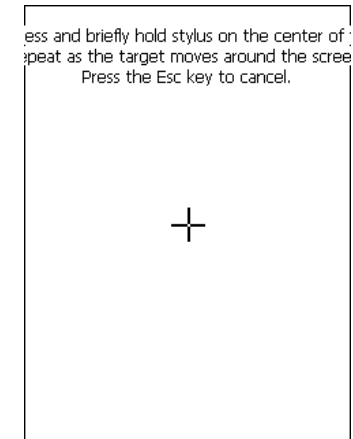 ess and briefly hold stylus on the center of
epeat as the target moves around the scree
Press the Esc key to cancel.